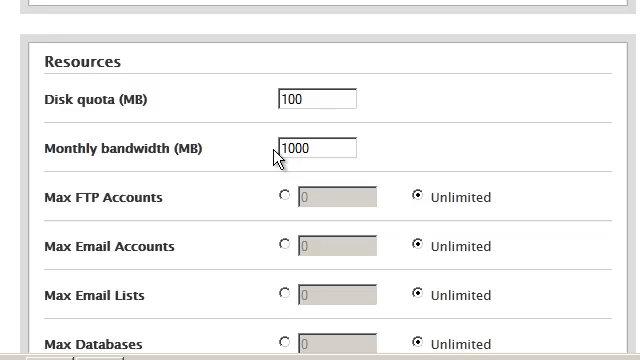 Resources
Disk quota (MB) 100
Monthly bandwidth (MB) 1000
Max FTP Accounts 0 Unlimited
Max Email Accounts 0 Unlimited
Max Email Lists 0 Unlimited
Max Databases 0 Unlimited